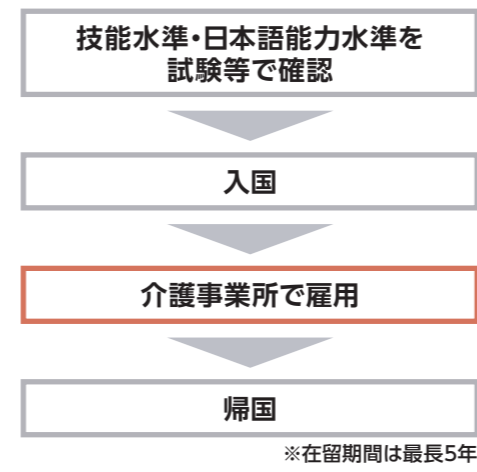 技能水準・日本語能力水準を
試験等で確認
入国
介護事業所で雇用
帰国
※在留期間は最長5年